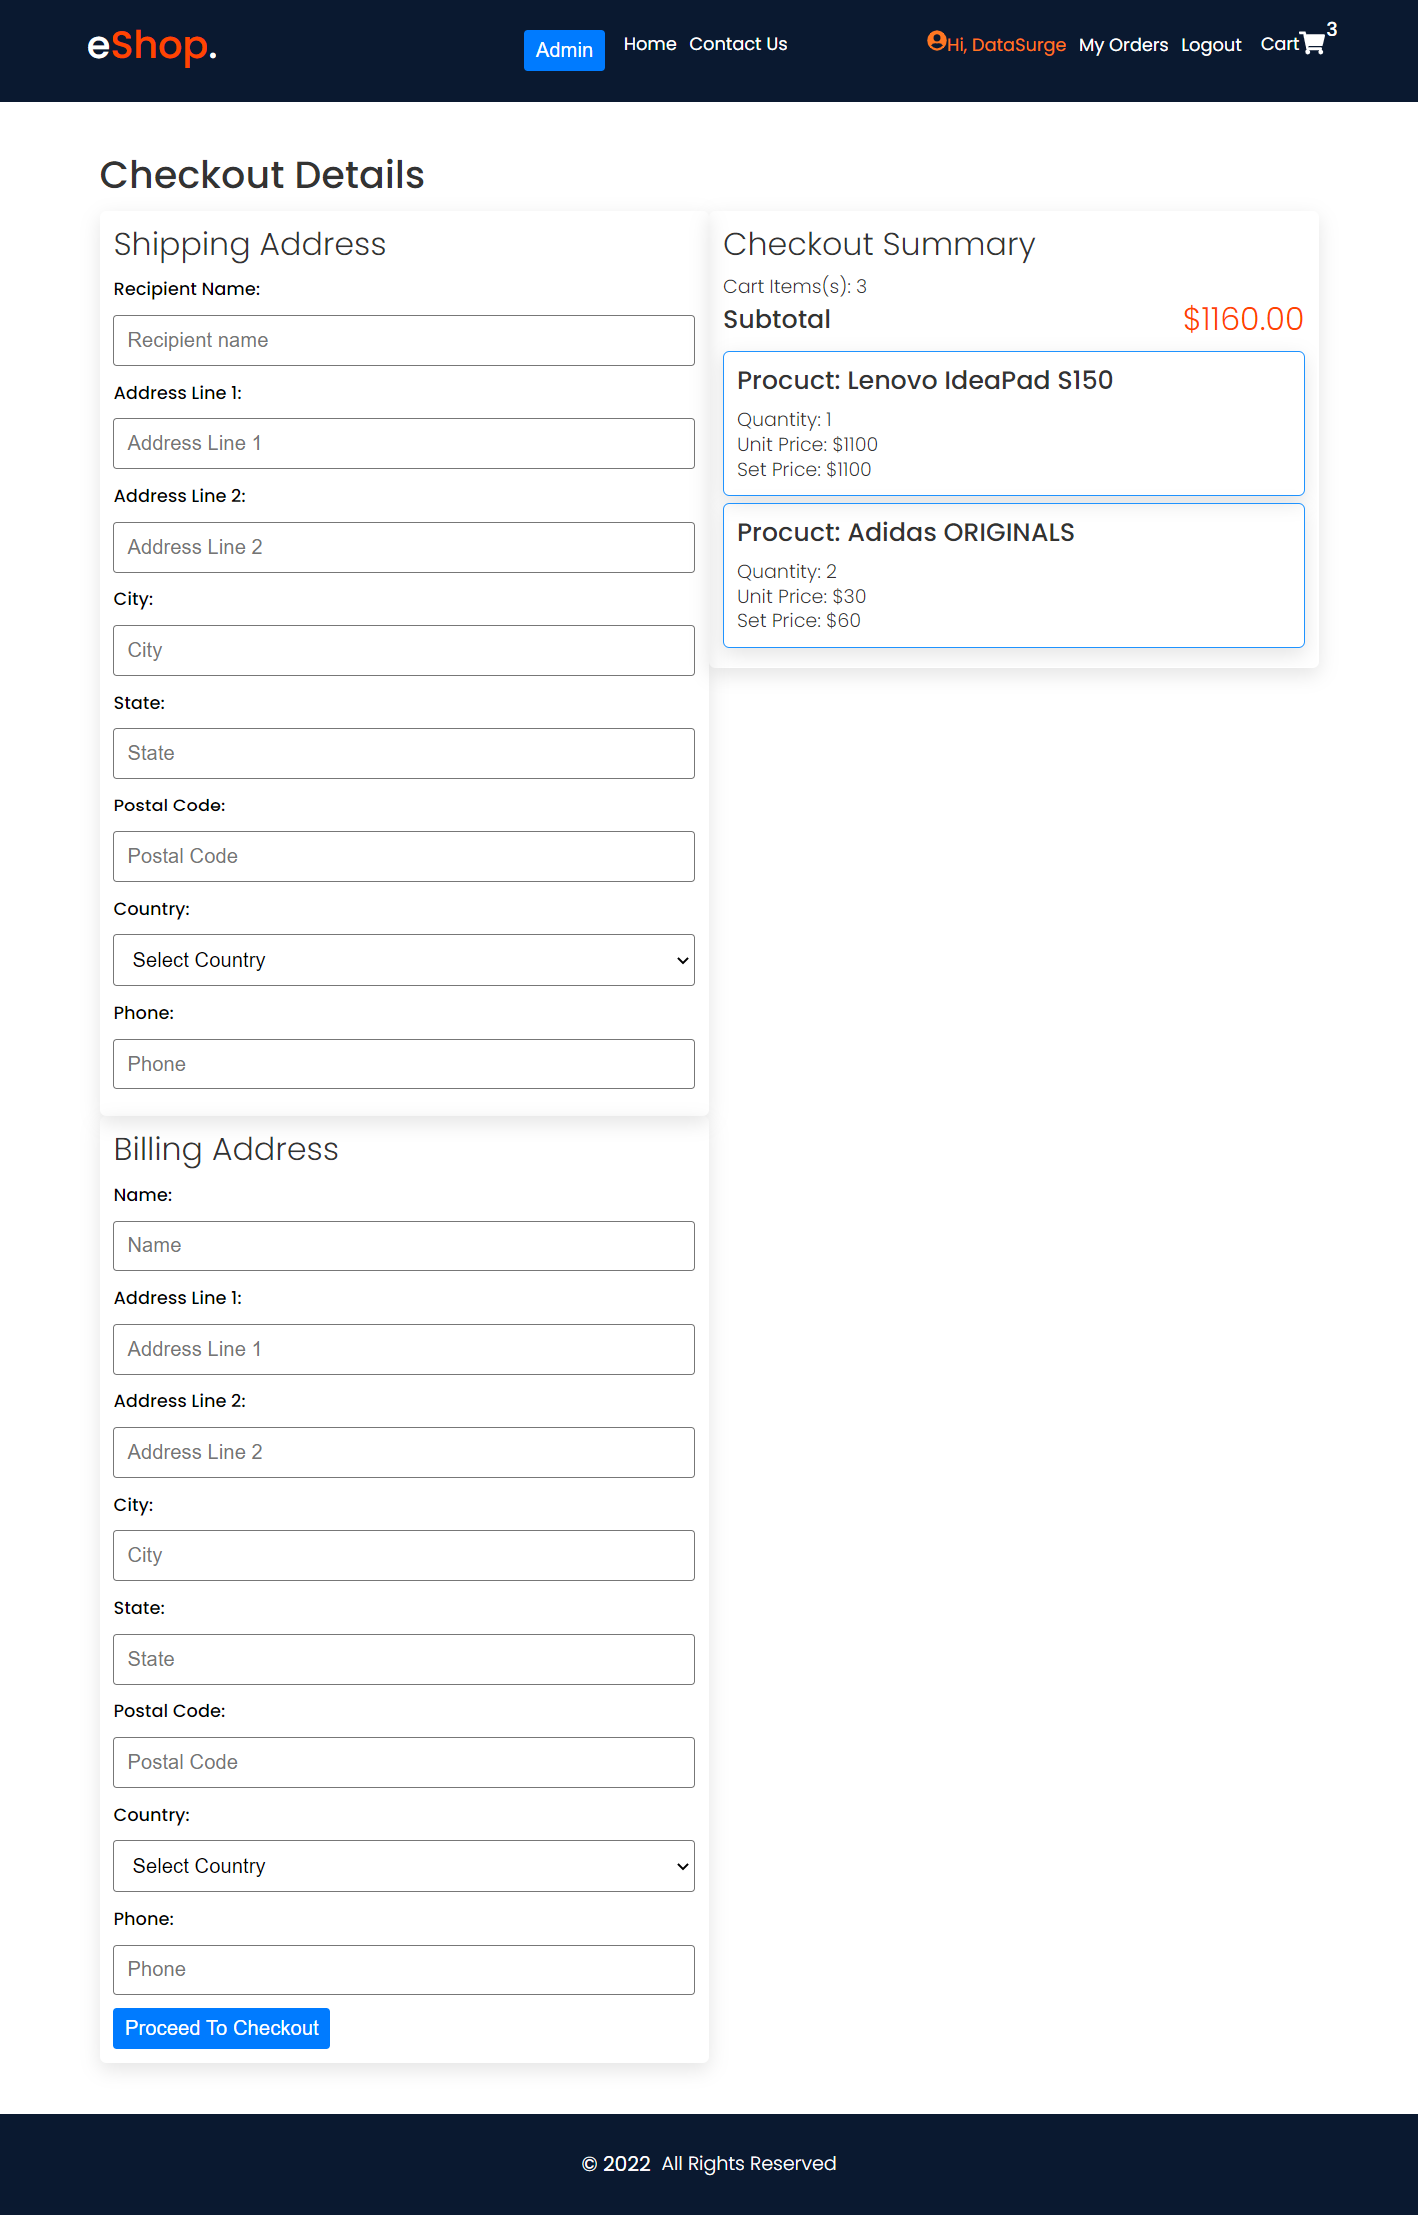 eShop.
Admin Home Contact Us Hi, DataSurge My Orders Logout Cart 3
Checkout Details
Shipping Address
Recipient Name:
Recipient name
Address Line 1:
Address Line 1
Address Line 2:
Address Line 2
City:
City
State:
State
Postal Code:
Postal Code
Country:
Select Country
Phone:
Phone
Billing Address
Name:
Name
Address Line 1:
Address Line 1
Address Line 2:
Address Line 2
City:
City
State:
State
Postal Code:
Postal Code
Country:
Select Country
Phone:
Phone
Proceed To Checkout
Checkout Summary
Cart Items(s): 3
Subtotal $1160.00
Procuct: Lenovo IdeaPad S150
Quantity: 1
Unit Price: $1100
Set Price: $1100
Procuct: Adidas ORIGINALS
Quantity: 2
Unit Price: $30
Set Price: $60
© 2022 All Rights Reserved